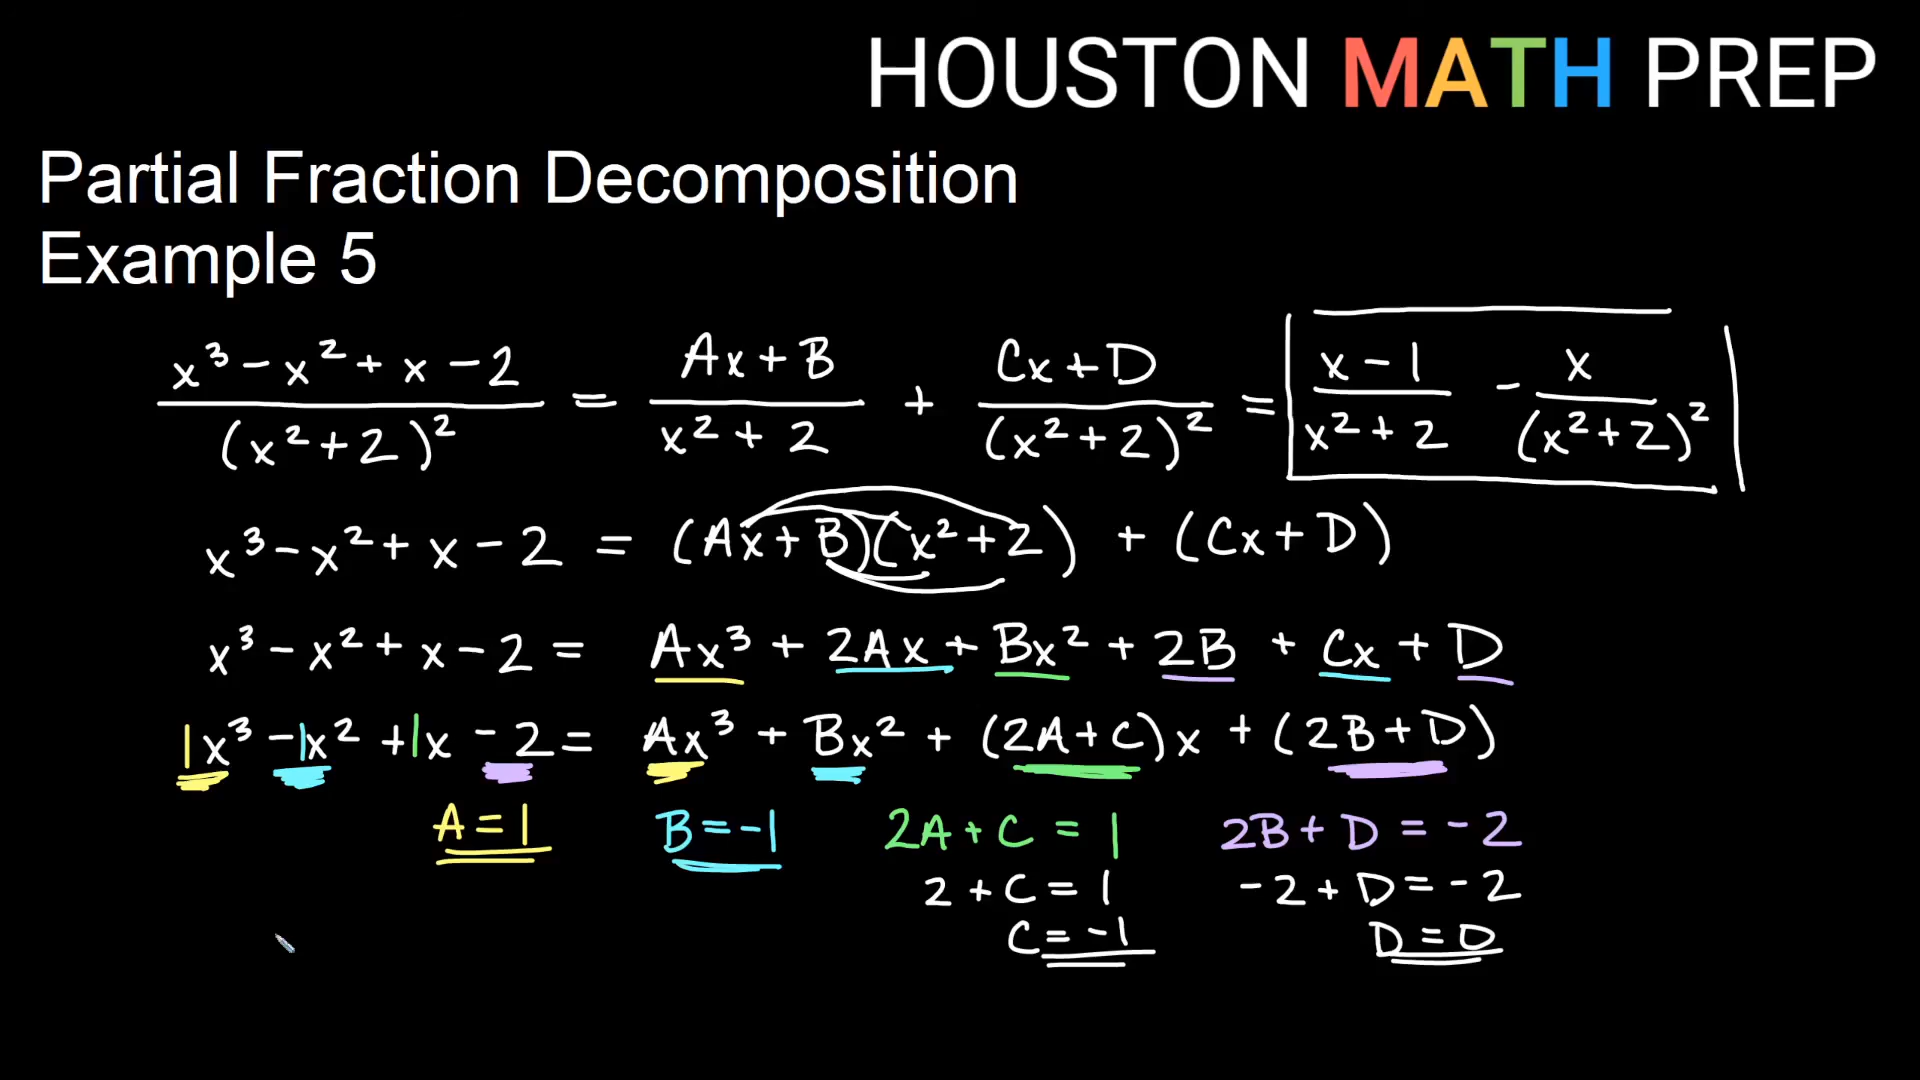 HOUSTON MATH PREP
Partial Fraction Decomposition
Example 5
x³ - x² + x - 2 / (x² + 2)² = Ax + B / x² + 2 + Cx + D / (x² + 2)² = x - 1 / x² + 2 - x / (x² + 2)²
x³ - x² + x - 2 = (Ax + B)(x² + 2) + (Cx + D)
x³ - x² + x - 2 = Ax³ + 2Ax + Bx² + 2B + Cx + D
1x³ - 1x² + 1x - 2 = Ax³ + Bx² + (2A + C)x + (2B + D)
A = 1 B = -1 2A + C = 1 2B + D = -2
2 + C = 1 -2 + D = -2
C = -1 D = 0